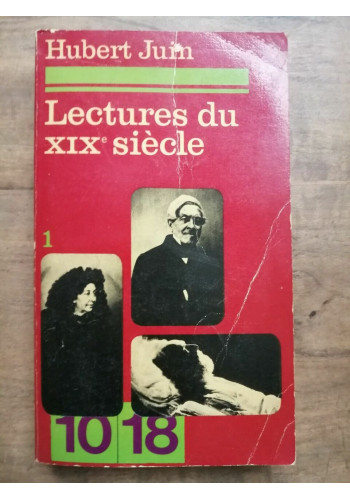 Hubert Juin
Lectures du
XIXe siècle
1
10 18